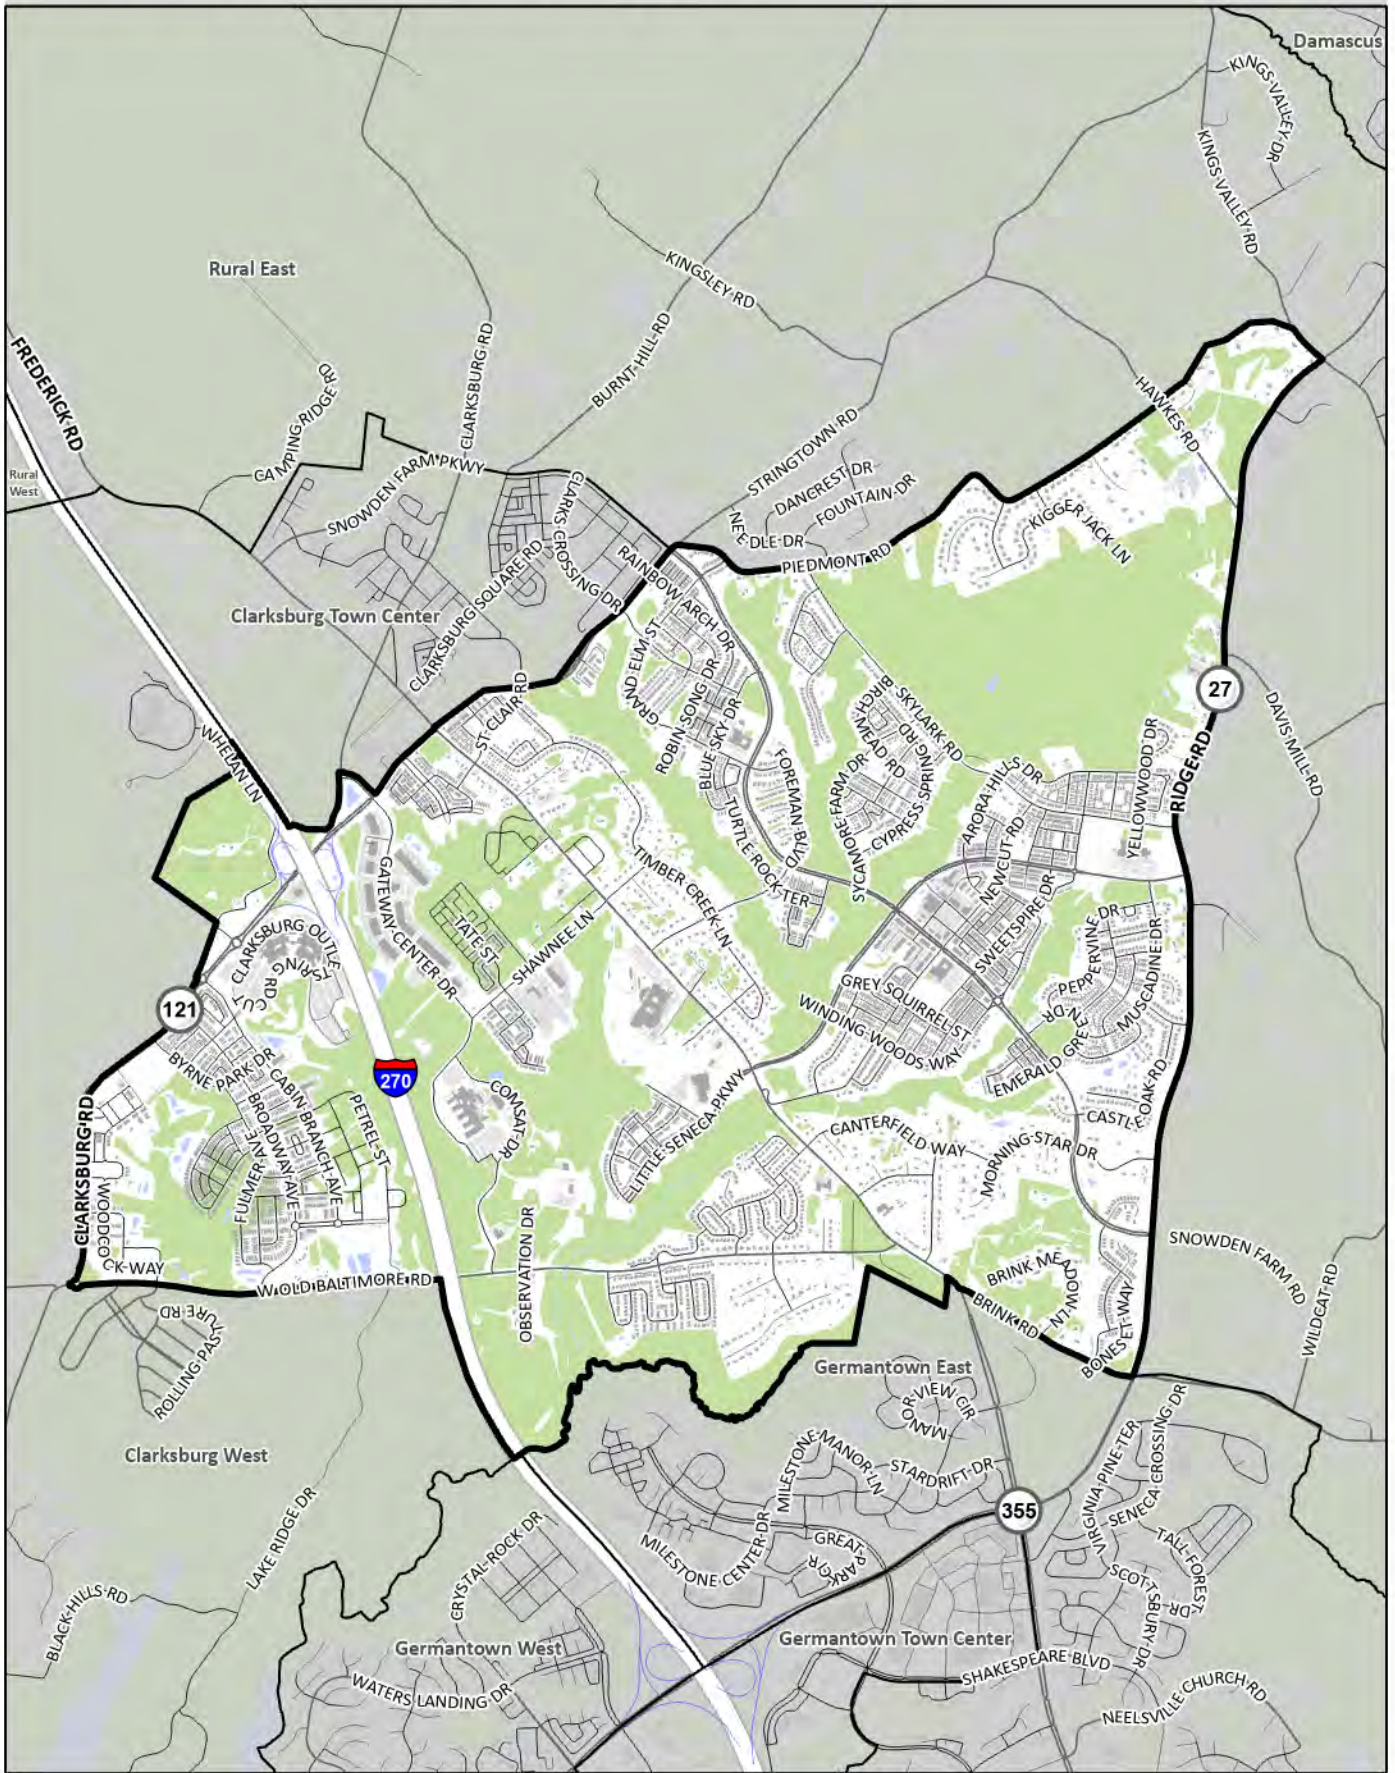 Damascus
KINGS VALLEY DR
KINGS VALLEY RD
Rural East
KINGSLEY RD
FREDERICK RD
CLARKSBURG RD
BURNT HILL RD
CAMPING RIDGE RD
HAWKES RD
Rural
West
SNOWDEN FARM PKWY
STRINGTOWN RD
DANCREST DR
FOUNTAIN DR
NEEDLE DR
CLARKS CROSSING DR
KIGGER JACK LN
PIEDMONT RD
RAINBOW ARCH DR
CLARKSBURG SQUARE RD
Clarksburg Town Center
GRAND ELM ST
ROBIN SONG DR
BLUE SKY DR
ST CLAIR RD
BIRCH MEAD RD
SKYLARK RD
27
DAVIS MILL RD
WHELAN LN
RIDGE RD
YELLOWWOOD DR
FOREMAN BLVD
SYCAMORE FARM DR
CYPRESS SPRING RD
ARORA HILLS DR
NEWCUT RD
TURTLE ROCK TER
TIMBER CREEK LN
GATEWAY CENTER DR
TATE ST
SHAWNEE LN
SWEETSPIRE DR
PEPPERVINE DR
MUSCADINE DR
CLARKSBURG OUTLETS RING RD
CUT
121
GREY SQUIRREL ST
WINDING WOODS WAY
EMERALD GREEN DR
BYRNE PARK DR
CABIN BRANCH AVE
BROADWAY AVE
FULMER AVE
PETREL ST
270
COMSAT DR
LITTLE SENECA PKWY
CASTLE OAK RD
CANTERFIELD WAY
MORNING STAR DR
CLARKSBURG RD
WOODCOCK WAY
OBSERVATION DR
SNOWDEN FARM RD
WILDCAT RD
W OLD BALTIMORE RD
BRINK MEADOW LN
BRINK RD
BONESET WAY
ROLLING PASTURE RD
Germantown East
MANOR VIEW CIR
Clarksburg West
MILESTONE MANOR LN
STARDRIFT DR
VIRGINIA PINE TER
SENECA CROSSING DR
355
LAKE RIDGE DR
CRYSTAL ROCK DR
MILESTONE CENTER DR
GREAT PARK CIR
TALL FOREST DR
SCOTTSBURY DR
BLACK HILLS RD
Germantown West
Germantown Town Center
SHAKESPEARE BLVD
WATERS LANDING DR
NEELSVILLE CHURCH RD